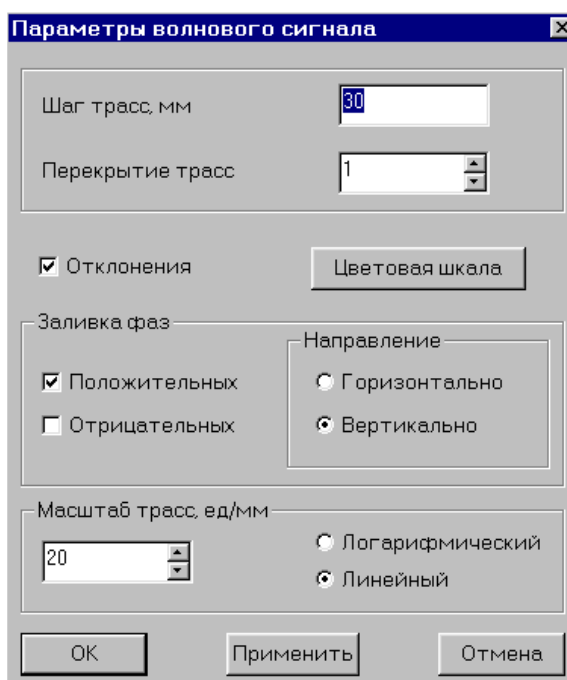 Параметры волнового сигнала
Шаг трасс, мм 30
Перекрытие трасс 1
Отклонения Цветовая шкала
Заливка фаз
Направление
Положительных Горизонтально
Отрицательных Вертикально
Масштаб трасс, ед/мм
Логарифмический
20
Линейный
OK Применить Отмена